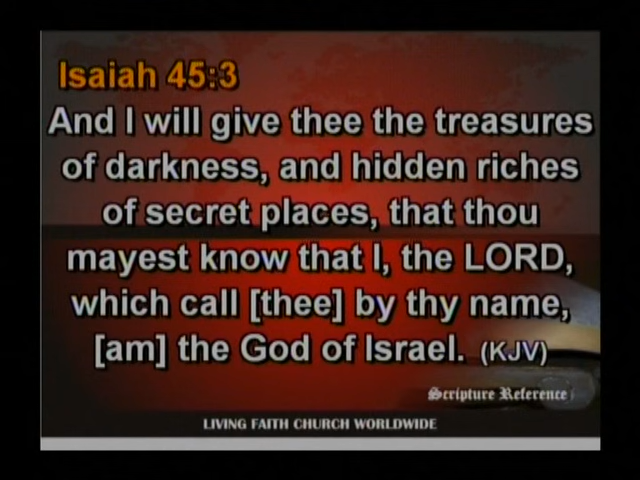 Isaiah 45:3
And I will give thee the treasures
of darkness, and hidden riches
of secret places, that thou
mayest know that I, the LORD,
which call [thee] by thy name,
[am] the God of Israel. (KJV)
Scripture Reference
LIVING FAITH CHURCH WORLDWIDE